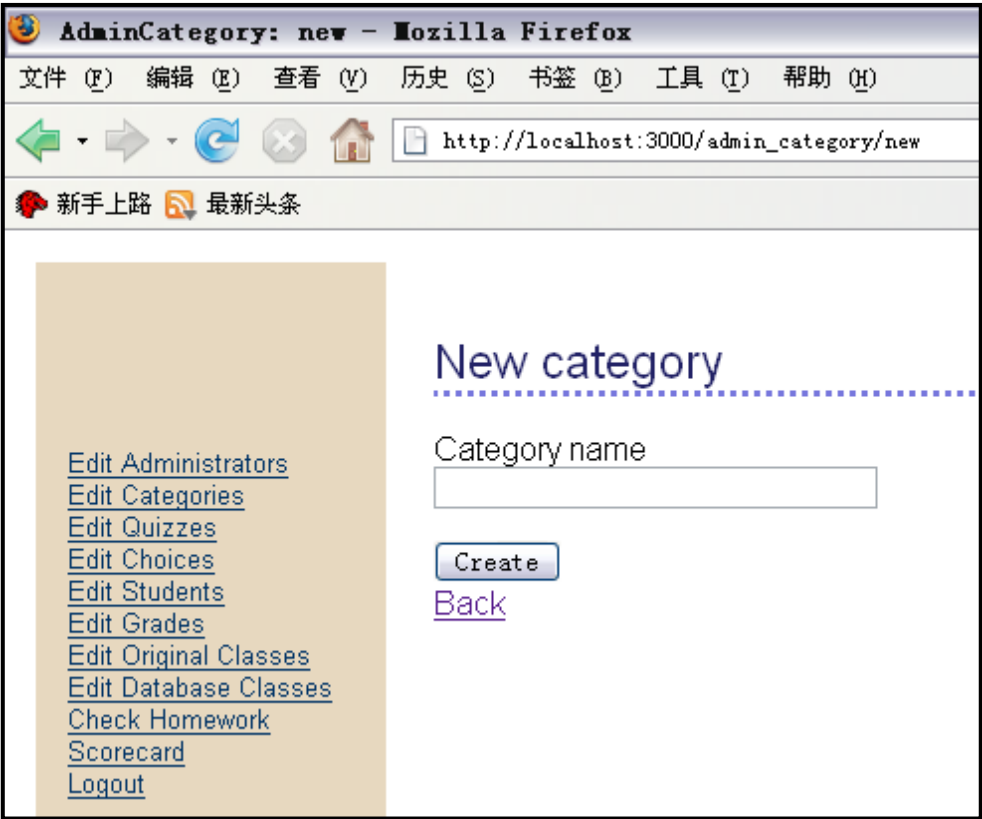 AdminCategory: new - Mozilla Firefox
文件 (F) 编辑 (E) 查看 (V) 历史 (S) 书签 (B) 工具 (T) 帮助 (H)
http://localhost:3000/admin_category/new
新手上路 最新头条
New category
Category name
Create
Back
Edit Administrators
Edit Categories
Edit Quizzes
Edit Choices
Edit Students
Edit Grades
Edit Original Classes
Edit Database Classes
Check Homework
Scorecard
Logout